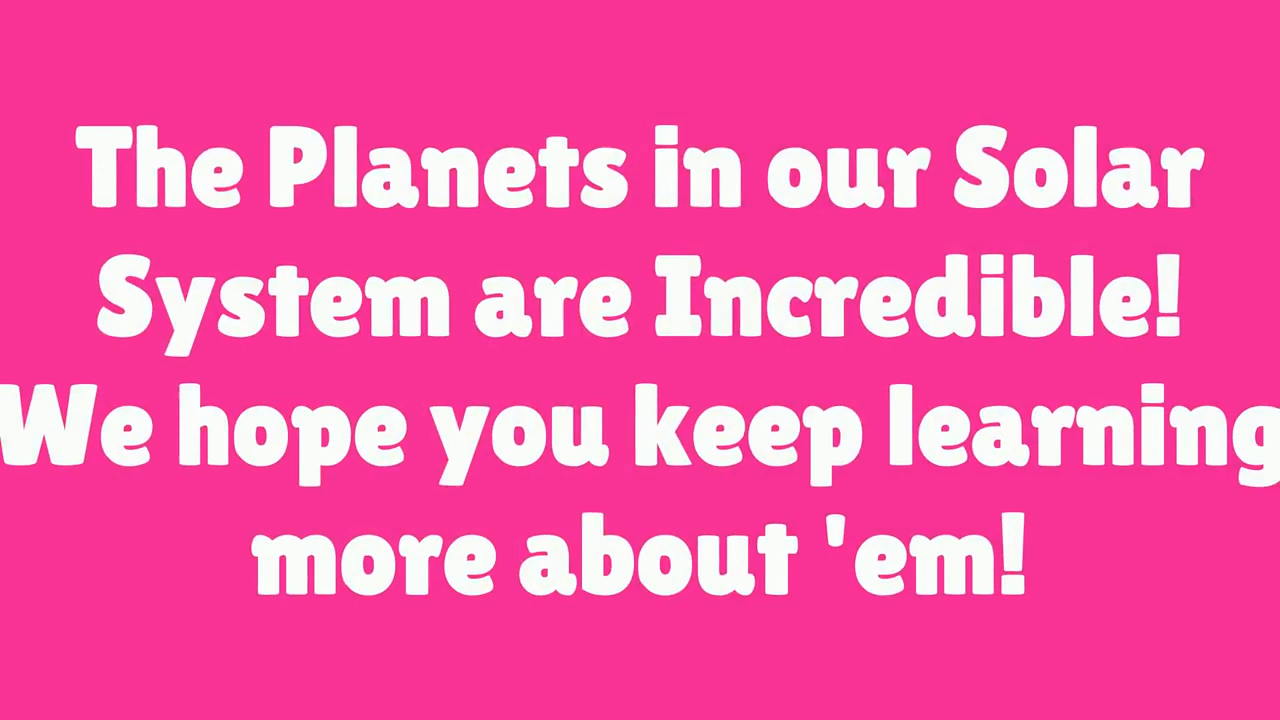 The Planets in our Solar
System are Incredible!
We hope you keep learning
more about 'em!